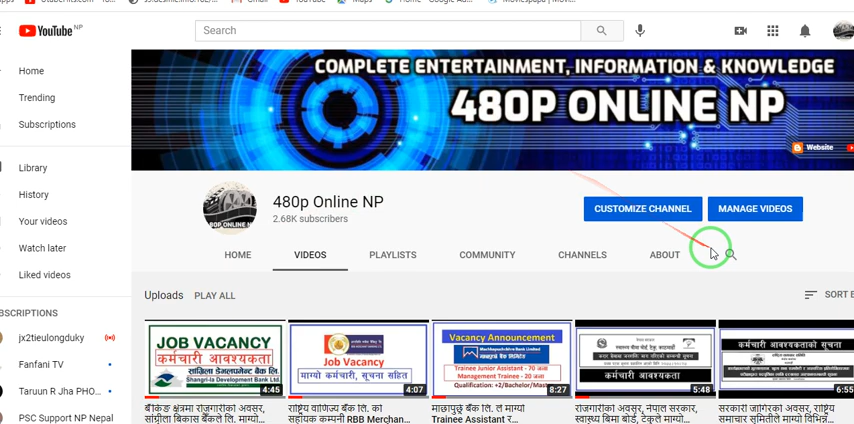 Gmail
YouTube
Maps
YouTube NP
Search
Home
Trending
Subscriptions
Library
History
Your videos
Watch later
Liked videos
BSCRIPTIONS
jx2tieulongduky
Fanfani TV
Taruun R Jha PHO...
PSC Support NP Nepal
COMPLETE ENTERTAINMENT, INFORMATION & KNOWLEDGE
480P ONLINE NP
Website
480p Online NP
2.68K subscribers
CUSTOMIZE CHANNEL
MANAGE VIDEOS
HOME
VIDEOS
PLAYLISTS
COMMUNITY
CHANNELS
ABOUT
Uploads
PLAY ALL
SORT B
JOB VACANCY
कर्मचारी आवश्यकता
साङ्ग्रिला डेभलपमेन्ट बैंक लि.
Shangri-la Development Bank Ltd.
4:45
Job Vacancy
माग्यो कर्मचारी, सूचना सहित
4:07
Vacancy Announcement
माछापुच्छ्रे बैंक लिमिटेड
Trainee Junior Assistant - 70 जना
Management Trainee - 20 जना
Qualification: +2/Bachelor/Mast
8:27
कर्मचारी आवश्यकता
5:48
कर्मचारी आवश्यकताको सूचना
6:55
बैंकिङ क्षेत्रमा रोजगारीको अवसर,
सांग्रीला बिकास बैंकले लि. माग्यो...
राष्ट्रिय वाणिज्य बैंक लि. को
सहायक कम्पनी RBB Merchan...
माछापुछ्रे बैंक लि. ले माग्यो
Trainee Assistant र...
रोजगारीको अवसर, नेपाल सरकार,
स्वास्थ्य बिमा बोर्ड, टेकुले माग्यो...
सरकारी जागिरको अवसर, राष्ट्रिय
समाचार समितीले माग्यो विभिन्न...